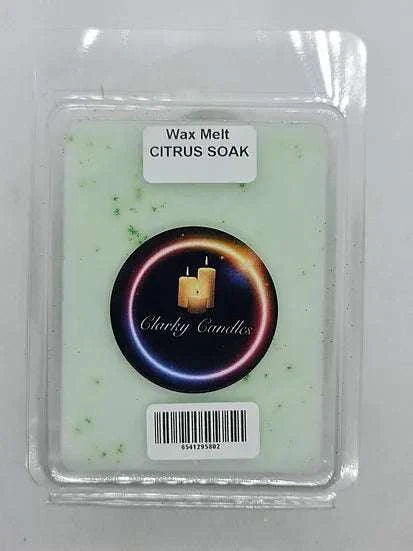 Wax Melt
CITRUS SOAK
Clarky Candles
6541295802